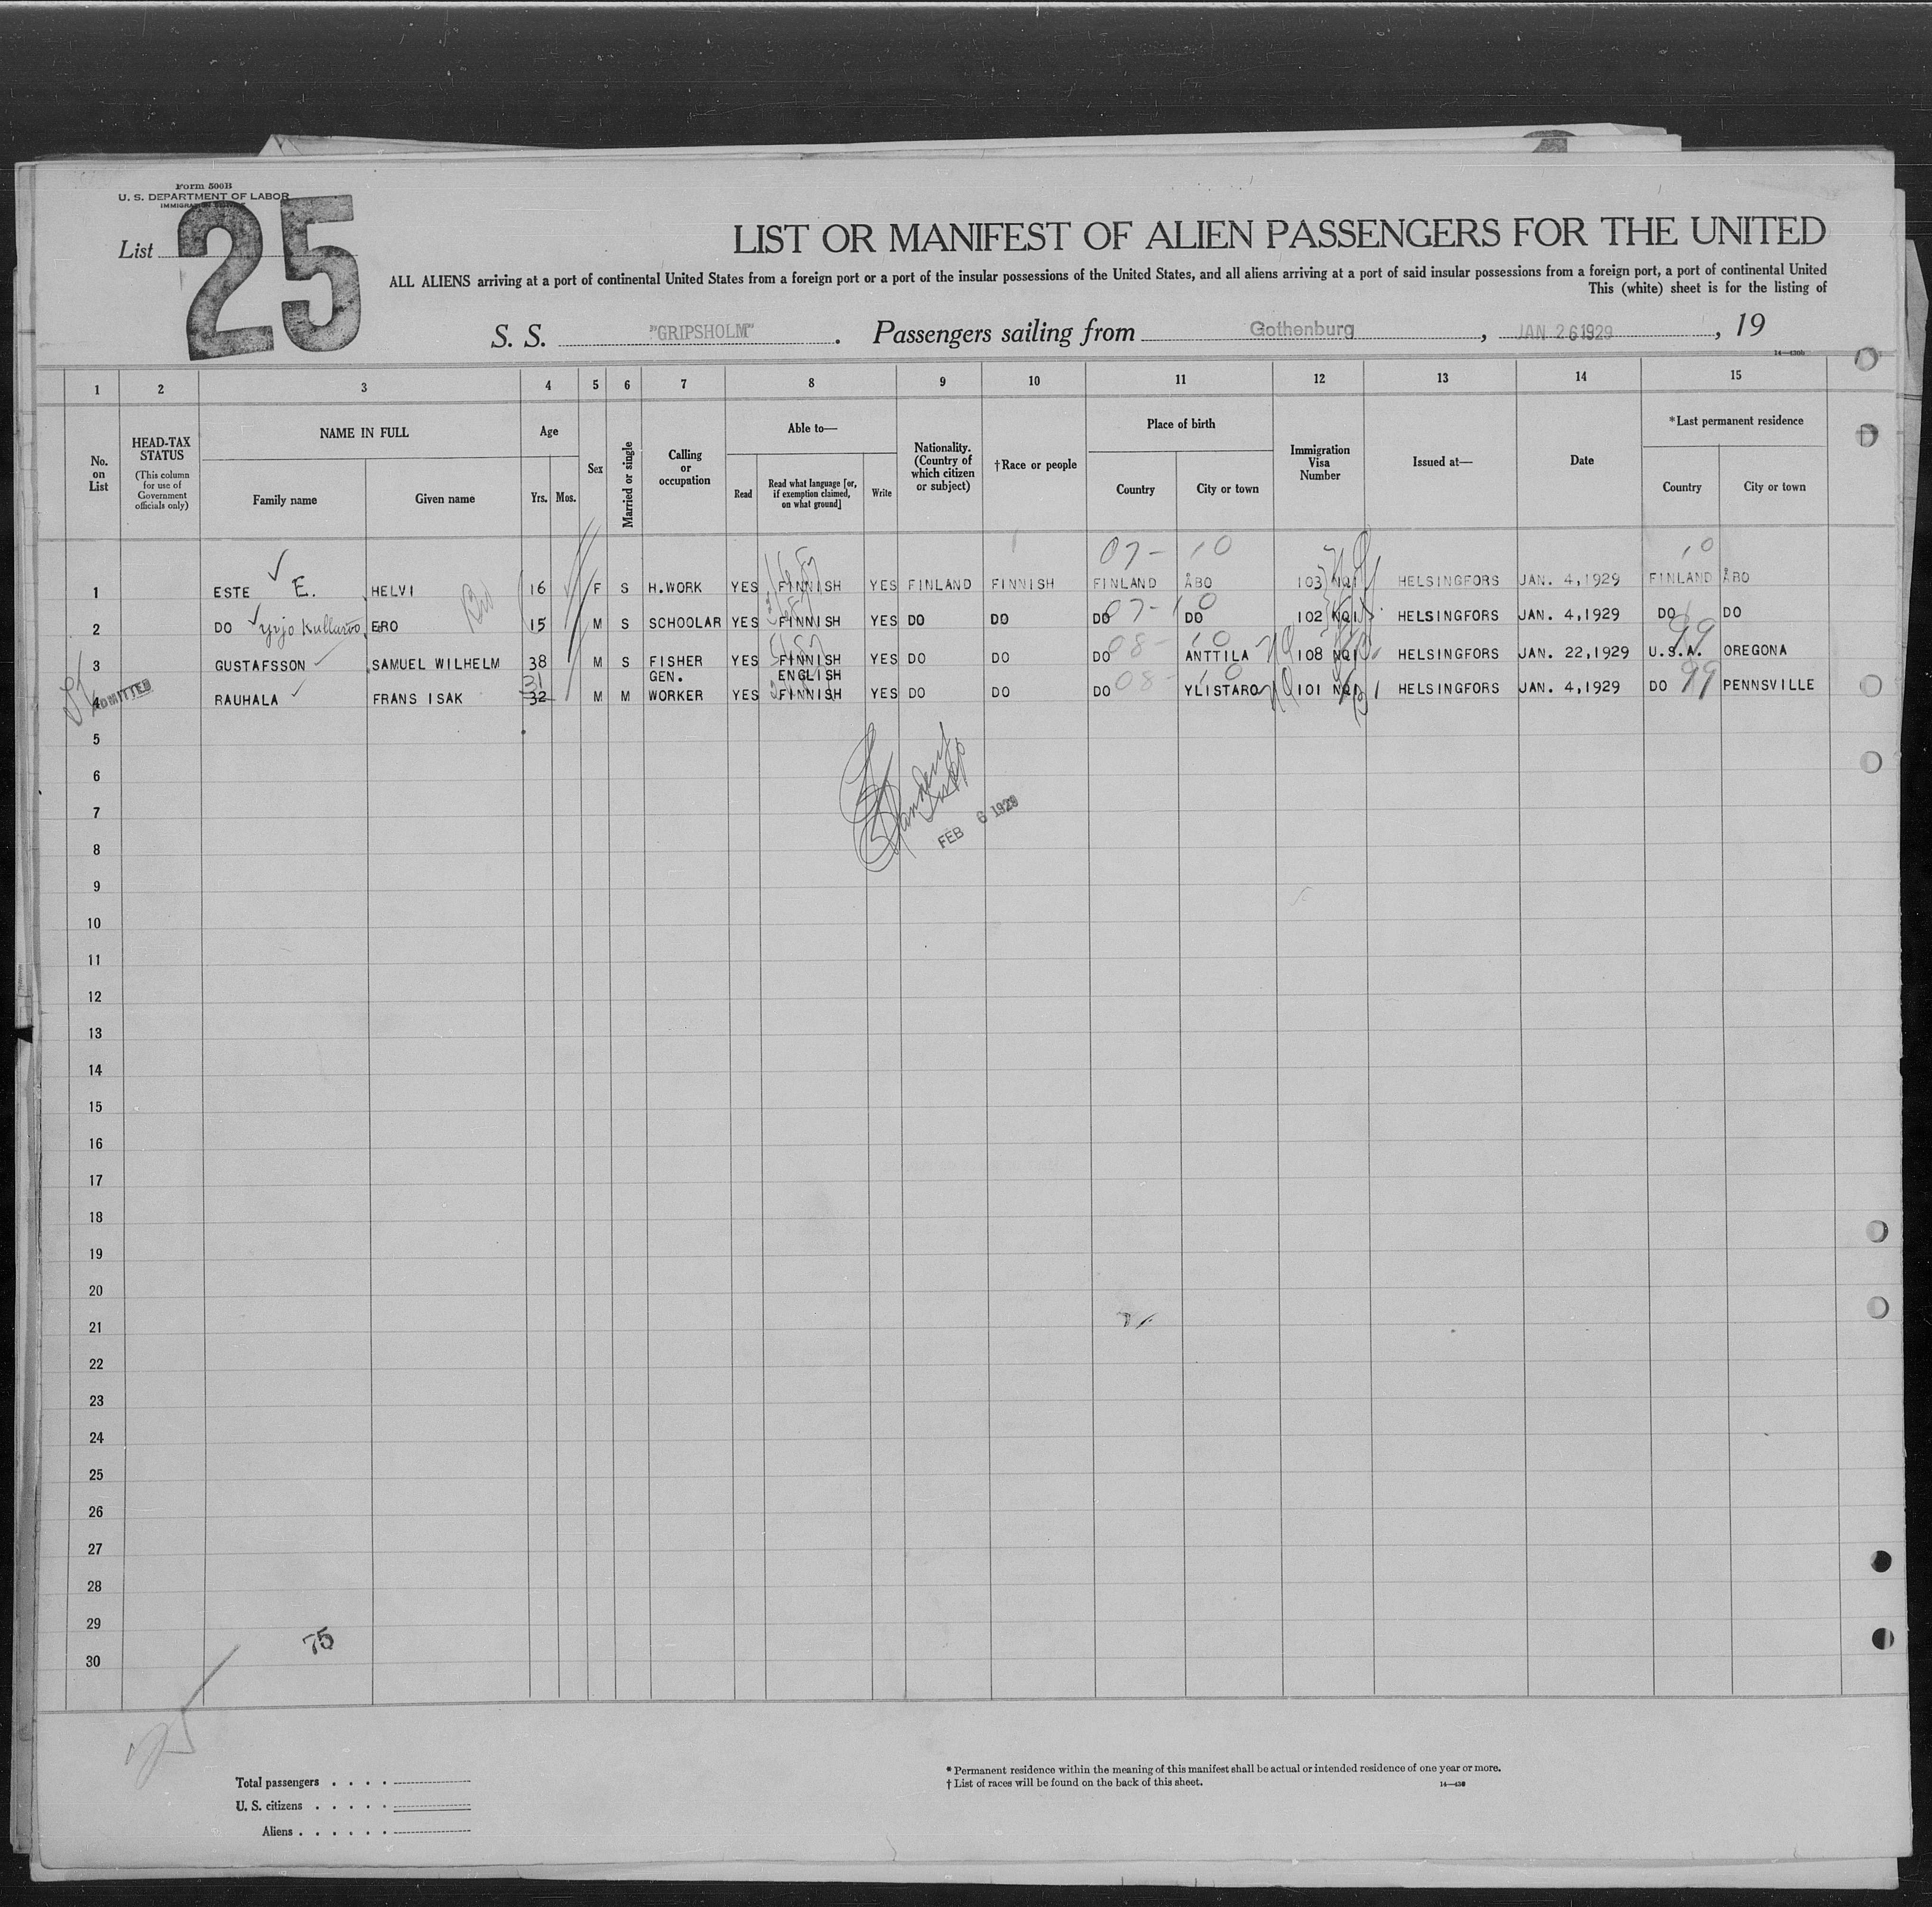 Form 500B
U. S. DEPARTMENT OF LABOR
List 25
LIST OR MANIFEST OF ALIEN PASSENGERS FOR THE UNITED
ALL ALIENS arriving at a port of continental United States from a foreign port or a port of the insular possessions of the United States, and all aliens arriving at a port of said insular possessions from a foreign port, a port of continental United
This (white) sheet is for the listing of
S. S. "GRIPSHOLM". Passengers sailing from Gothenburg, JAN 26 1929, 19
1 2 3 4 5 6 7 8 9 10 11 12 13 14 15
No. on List
HEAD-TAX STATUS
(This column for use of Government officials only)
NAME IN FULL
Family name Given name
Age
Yrs. Mos.
Sex
Married or single
Calling or occupation
Able to—
Read
Read what language [or, if exemption claimed, on what ground]
Write
Nationality. (Country of which citizen or subject)
†Race or people
Place of birth
Country City or town
Immigration Visa Number
Issued at—
Date
*Last permanent residence
Country City or town
07- 10 10
1 ESTE E. HELVI 16 F S H.WORK YES FINNISH YES FINLAND FINNISH FINLAND ÅBO 103 NQI HELSINGFORS JAN. 4,1929 FINLAND ÅBO
2 DO Yrjo Kullervo ERO 15 M S SCHOOLAR YES FINNISH YES DO DO DO 07-10 DO 102 NQI HELSINGFORS JAN. 4,1929 DO DO
3 GUSTAFSSON SAMUEL WILHELM 38 M S FISHER YES FINNISH YES DO DO DO 08- 10 ANTTILA 108 NQI HELSINGFORS JAN. 22,1929 U.S.A. 99 OREGONA
31 GEN. ENGLISH
4 ADMITTED RAUHALA FRANS ISAK 32 M M WORKER YES FINNISH YES DO DO DO 08- 10 YLISTARO 101 NQI HELSINGFORS JAN. 4,1929 DO 99 PENNSVILLE
5
6
7
FEB 6 1929
8
9
10
11
12
13
14
15
16
17
18
19
20
21
22
23
24
25
26
27
28
29
75
30
Total passengers
U. S. citizens
Aliens
* Permanent residence within the meaning of this manifest shall be actual or intended residence of one year or more.
† List of races will be found on the back of this sheet.
14—430